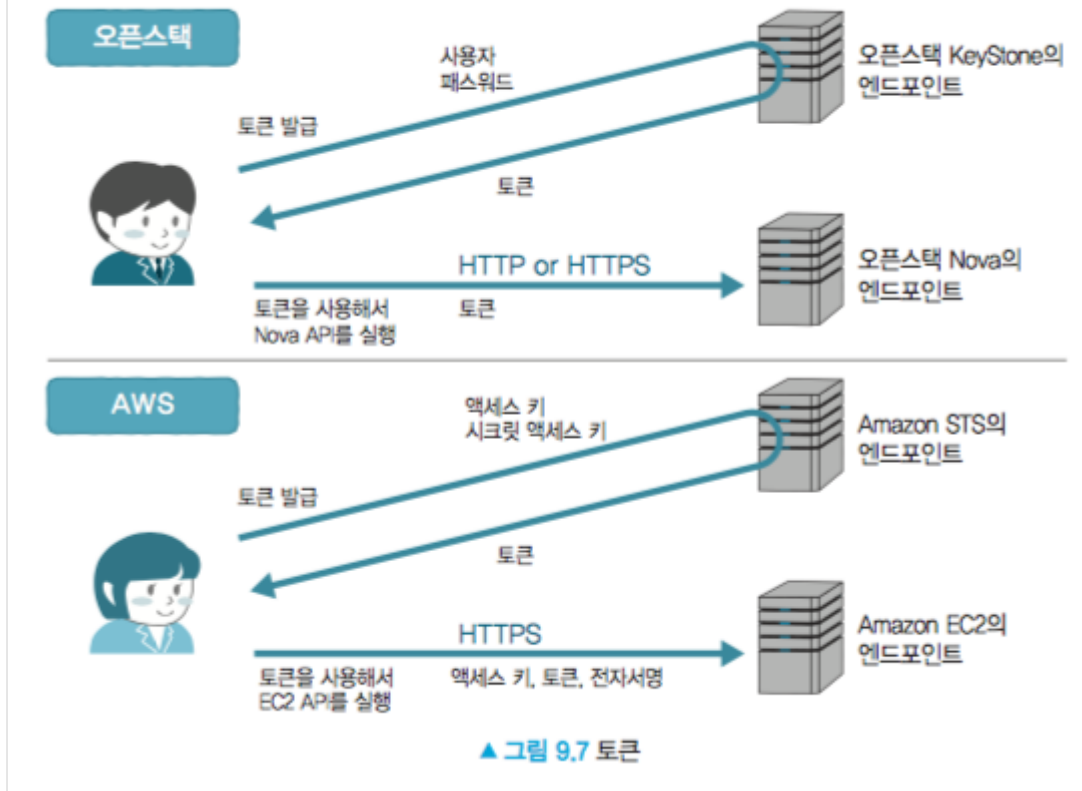 오픈스택
사용자
패스워드
오픈스택 KeyStone의
엔드포인트
토큰 발급
토큰
HTTP or HTTPS
오픈스택 Nova의
엔드포인트
토큰을 사용해서
Nova API를 실행
토큰
AWS
액세스 키
시크릿 액세스 키
Amazon STS의
엔드포인트
토큰 발급
토큰
HTTPS
Amazon EC2의
엔드포인트
토큰을 사용해서
EC2 API를 실행
액세스 키, 토큰, 전자서명
▲ 그림 9.7 토큰